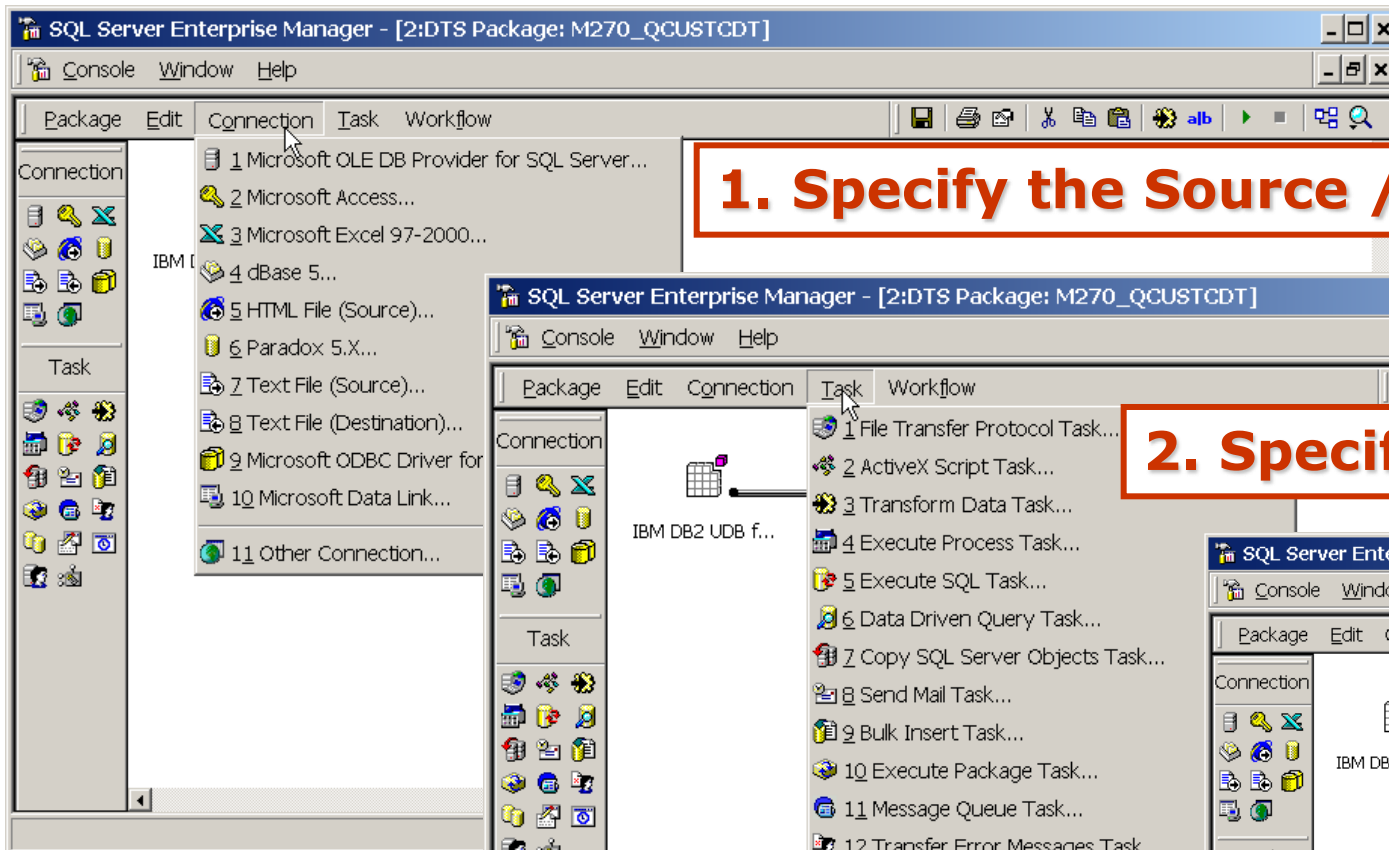 SQL Server Enterprise Manager - [2:DTS Package: M270_QCUSTCDT]
Console Window Help
Package Edit Connection Task Workflow
Connection
1 Microsoft OLE DB Provider for SQL Server...
2 Microsoft Access...
3 Microsoft Excel 97-2000...
4 dBase 5...
5 HTML File (Source)...
6 Paradox 5.X...
7 Text File (Source)...
8 Text File (Destination)...
9 Microsoft ODBC Driver for
10 Microsoft Data Link...
11 Other Connection...
IBM
Task
1. Specify the Source /
SQL Server Enterprise Manager - [2:DTS Package: M270_QCUSTCDT]
Console Window Help
Package Edit Connection Task Workflow
Connection
IBM DB2 UDB f...
Task
1 File Transfer Protocol Task...
2 ActiveX Script Task...
3 Transform Data Task...
4 Execute Process Task...
5 Execute SQL Task...
6 Data Driven Query Task...
7 Copy SQL Server Objects Task...
8 Send Mail Task...
9 Bulk Insert Task...
10 Execute Package Task...
11 Message Queue Task...
12 Transfer Error Messages Task
2.
SQL Server
Console
Package Edit
Connection
IBM